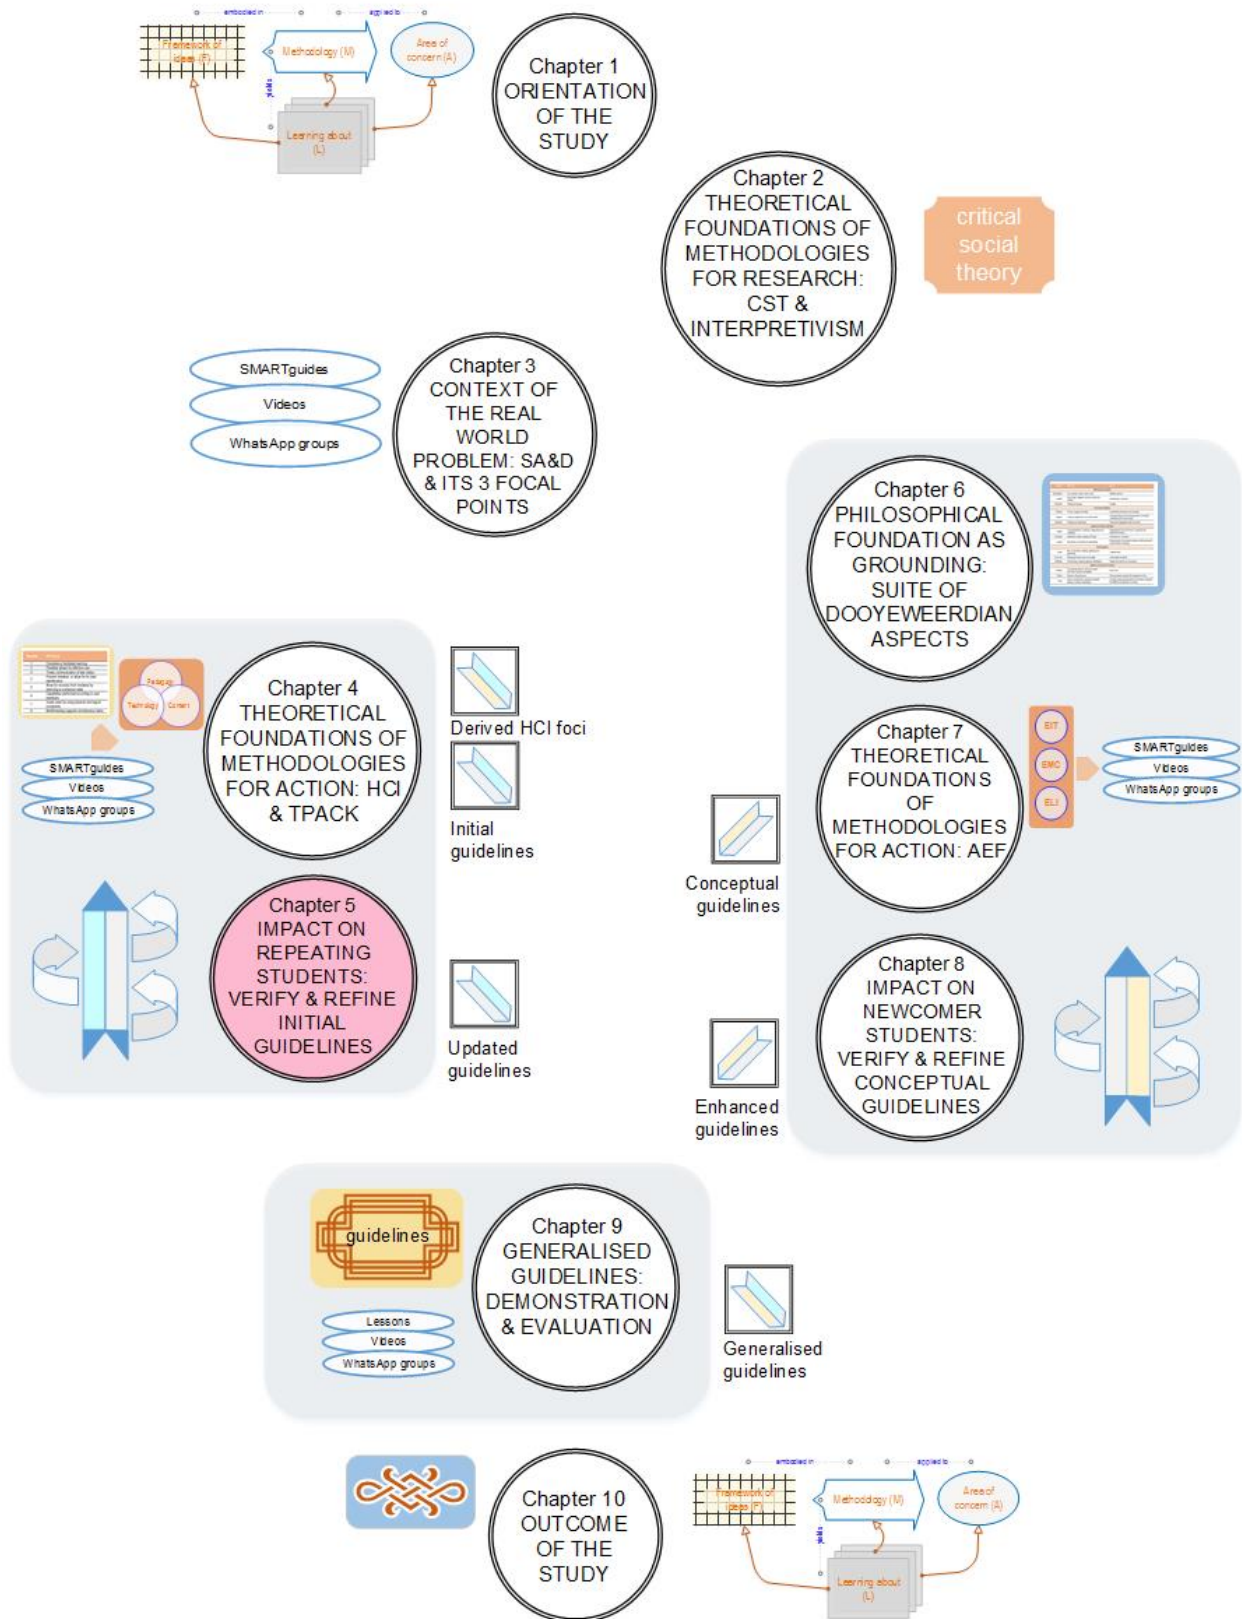 embodied in
applied to
Framework of
ideas (F)
Methodology (M)
Area of
concern (A)
yields
Learning about
(L)
Chapter 1
ORIENTATION
OF THE
STUDY
Chapter 2
THEORETICAL
FOUNDATIONS OF
METHODOLOGIES
FOR RESEARCH:
CST &
INTERPRETIVISM
critical
social
theory
SMARTguides
Videos
WhatsApp groups
Chapter 3
CONTEXT OF
THE REAL
WORLD
PROBLEM: SA&D
& ITS 3 FOCAL
POINTS
Chapter 6
PHILOSOPHICAL
FOUNDATION AS
GROUNDING:
SUITE OF
DOOYEWEERDIAN
ASPECTS
Pedagogy
Technology
Content
SMARTguides
Videos
WhatsApp groups
Chapter 4
THEORETICAL
FOUNDATIONS OF
METHODOLOGIES
FOR ACTION: HCI
& TPACK
Derived HCI foci
Initial
guidelines
Chapter 7
THEORETICAL
FOUNDATIONS
OF
METHODOLOGIES
FOR ACTION: AEF
EIT
EMC
ELI
SMARTguides
Videos
WhatsApp groups
Conceptual
guidelines
Chapter 5
IMPACT ON
REPEATING
STUDENTS:
VERIFY & REFINE
INITIAL
GUIDELINES
Updated
guidelines
Chapter 8
IMPACT ON
NEWCOMER
STUDENTS:
VERIFY & REFINE
CONCEPTUAL
GUIDELINES
Enhanced
guidelines
guidelines
Lessons
Videos
WhatsApp groups
Chapter 9
GENERALISED
GUIDELINES:
DEMONSTRATION
& EVALUATION
Generalised
guidelines
Chapter 10
OUTCOME
OF THE
STUDY
embodied in
applied to
Framework of
ideas (F)
Methodology (M)
Area of
concern (A)
yields
Learning about
(L)